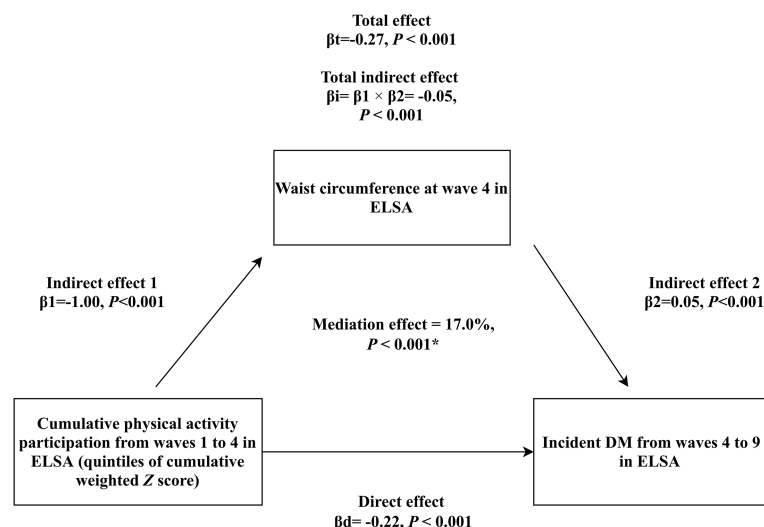 Total effect
βt=-0.27, P < 0.001
Total indirect effect
βi= β1 × β2= -0.05,
P < 0.001
Waist circumference at wave 4 in
ELSA
Indirect effect 1
β1=-1.00, P<0.001
Indirect effect 2
β2=0.05, P<0.001
Mediation effect = 17.0%,
P < 0.001*
Cumulative physical activity
participation from waves 1 to 4 in
ELSA (quintiles of cumulative
weighted Z score)
Incident DM from waves 4 to 9
in ELSA
Direct effect
βd= -0.22, P < 0.001